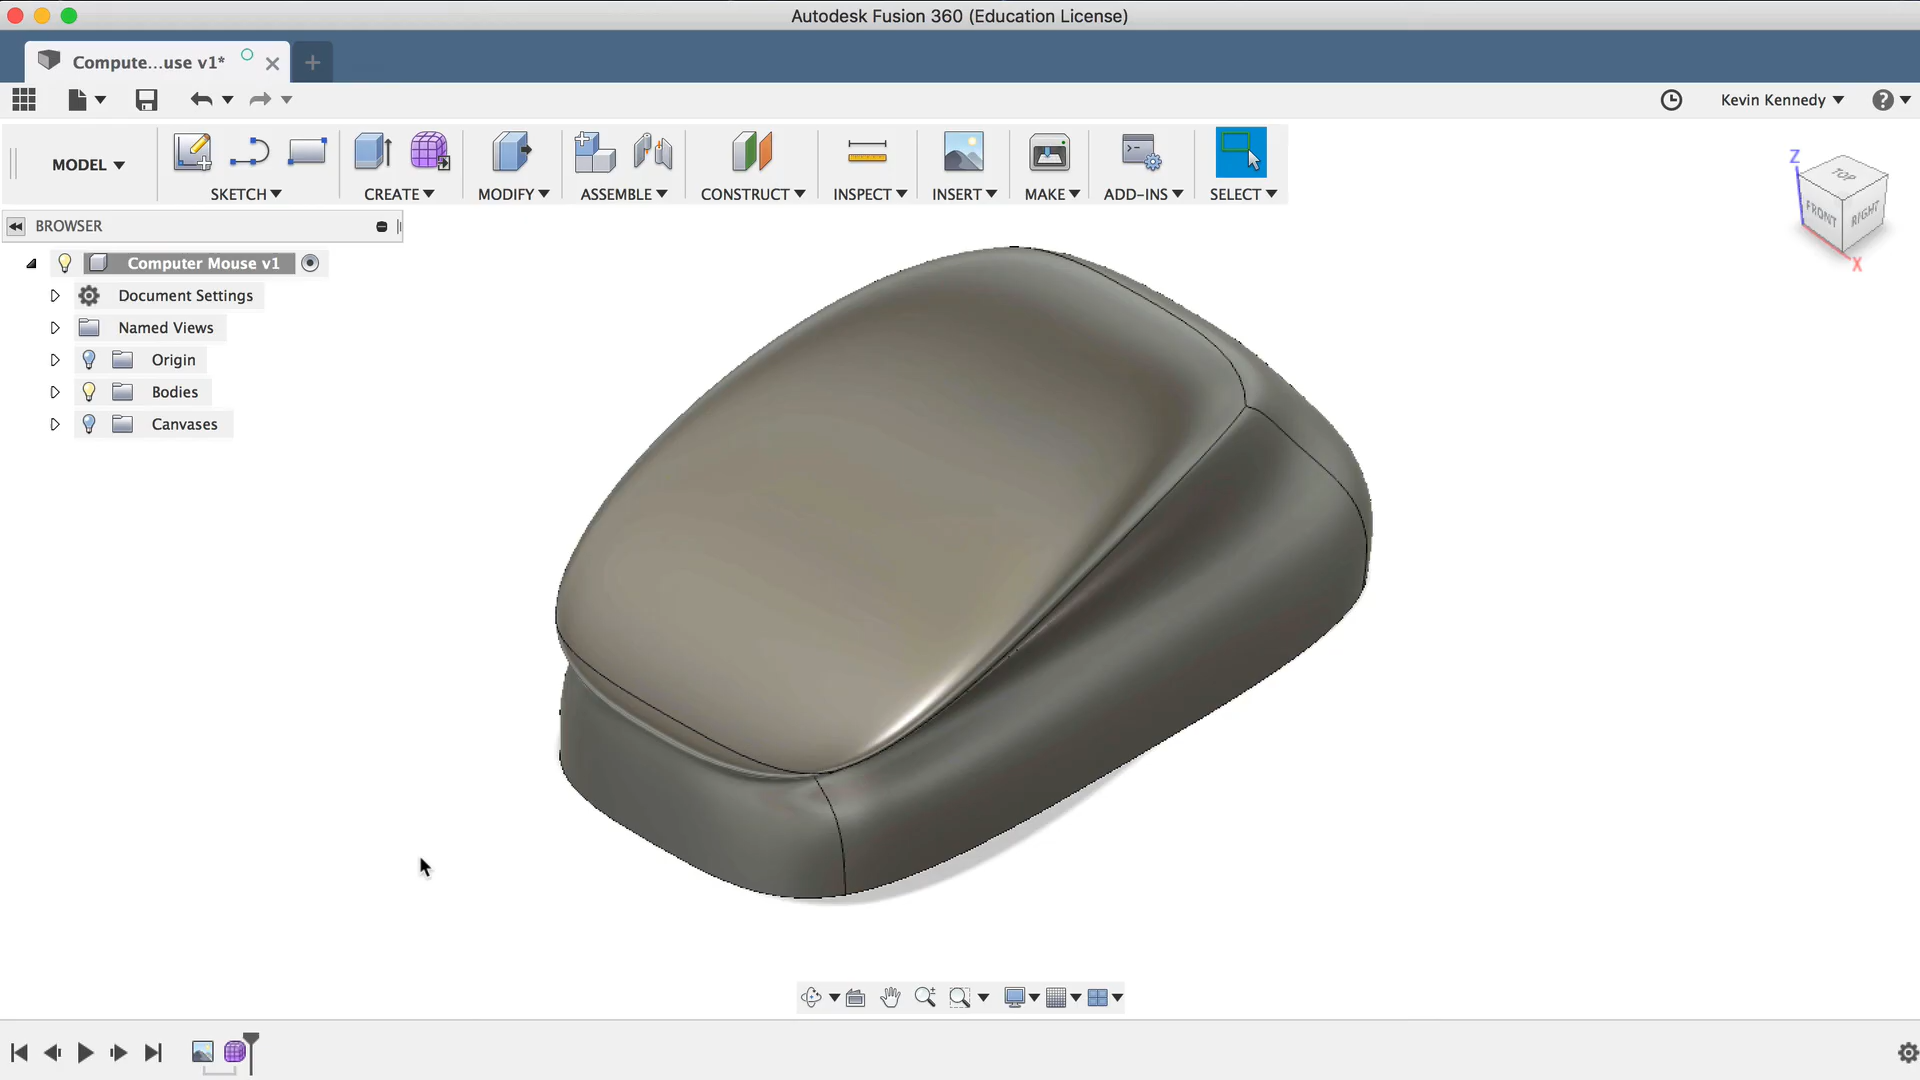 Autodesk Fusion 360 (Education License)
Compute...use v1*
Kevin Kennedy
MODEL
SKETCH
CREATE
MODIFY
ASSEMBLE
CONSTRUCT
INSPECT
INSERT
MAKE
ADD-INS
SELECT
Z
TOP
FRONT
RIGHT
X
BROWSER
Computer Mouse v1
Document Settings
Named Views
Origin
Bodies
Canvases